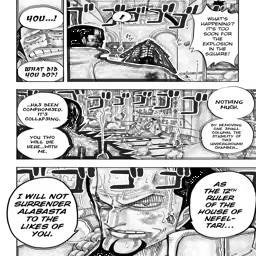 WHAT'S
HAPPENING?
IT'S TOO
SOON FOR
THE
EXPLOSION
IN THE
SQUARE!
YOU...!
WHAT DID
YOU DO?!
NOTHING
MUCH.
BY REMOVING
ONE SMALL
COLUMN, THE
STABILITY OF
UNDERGROUND
CHAMBER...
...HAS BEEN
COMPROMISED.
IT'S
COLLAPSING.
YOU TWO
WILL DIE
HERE...WITH
ME.
AS THE 12TH
RULER
OF THE
HOUSE OF
NEFEL-
TARI...
I WILL NOT
SURRENDER
ALABASTA
TO THE
LIKES OF
YOU.